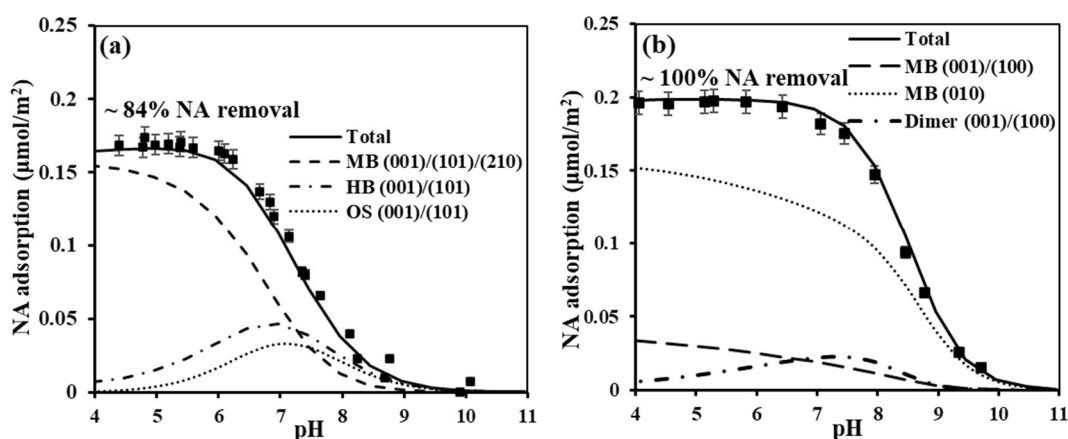 (a)
~ 84% NA removal
Total
MB (001)/(101)/(210)
HB (001)/(101)
OS (001)/(101)
NA adsorption (µmol/m²)
0.25
0.2
0.15
0.1
0.05
0
4 5 6 7 8 9 10 11
pH
(b)
Total
MB (001)/(100)
MB (010)
Dimer (001)/(100)
~ 100% NA removal
NA adsorption (µmol/m²)
0.25
0.2
0.15
0.1
0.05
0
4 5 6 7 8 9 10 11
pH